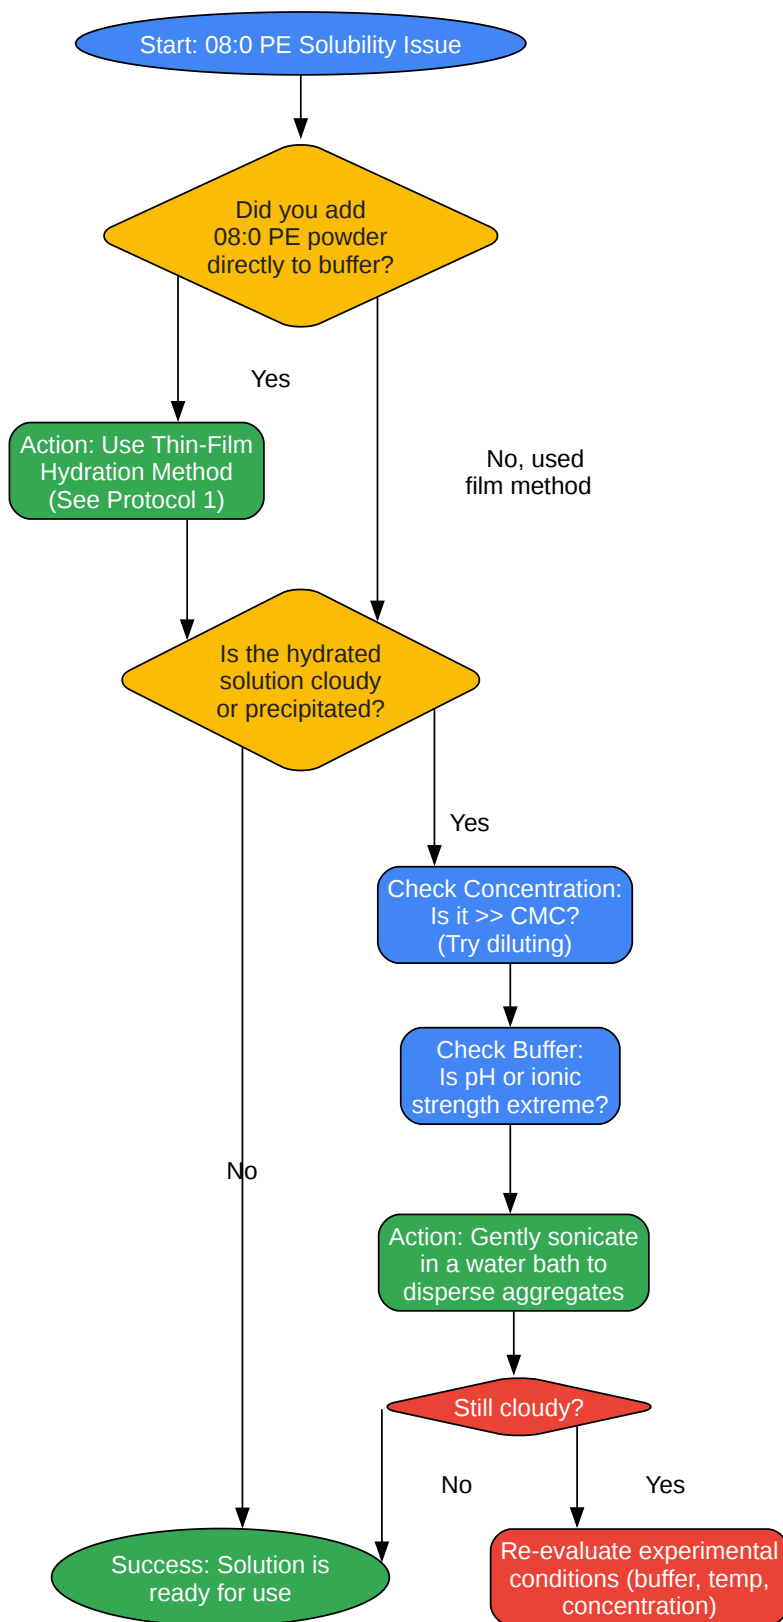 Start: 08:0 PE Solubility Issue
Did you add
08:0 PE powder
directly to buffer?
Yes
Action: Use Thin-Film
Hydration Method
(See Protocol 1)
No, used
film method
Is the hydrated
solution cloudy
or precipitated?
Yes
Check Concentration:
Is it >> CMC?
(Try diluting)
Check Buffer:
Is pH or ionic
strength extreme?
No
Action: Gently sonicate
in a water bath to
disperse aggregates
Still cloudy?
No
Yes
Success: Solution is
ready for use
Re-evaluate experimental
conditions (buffer, temp,
concentration)